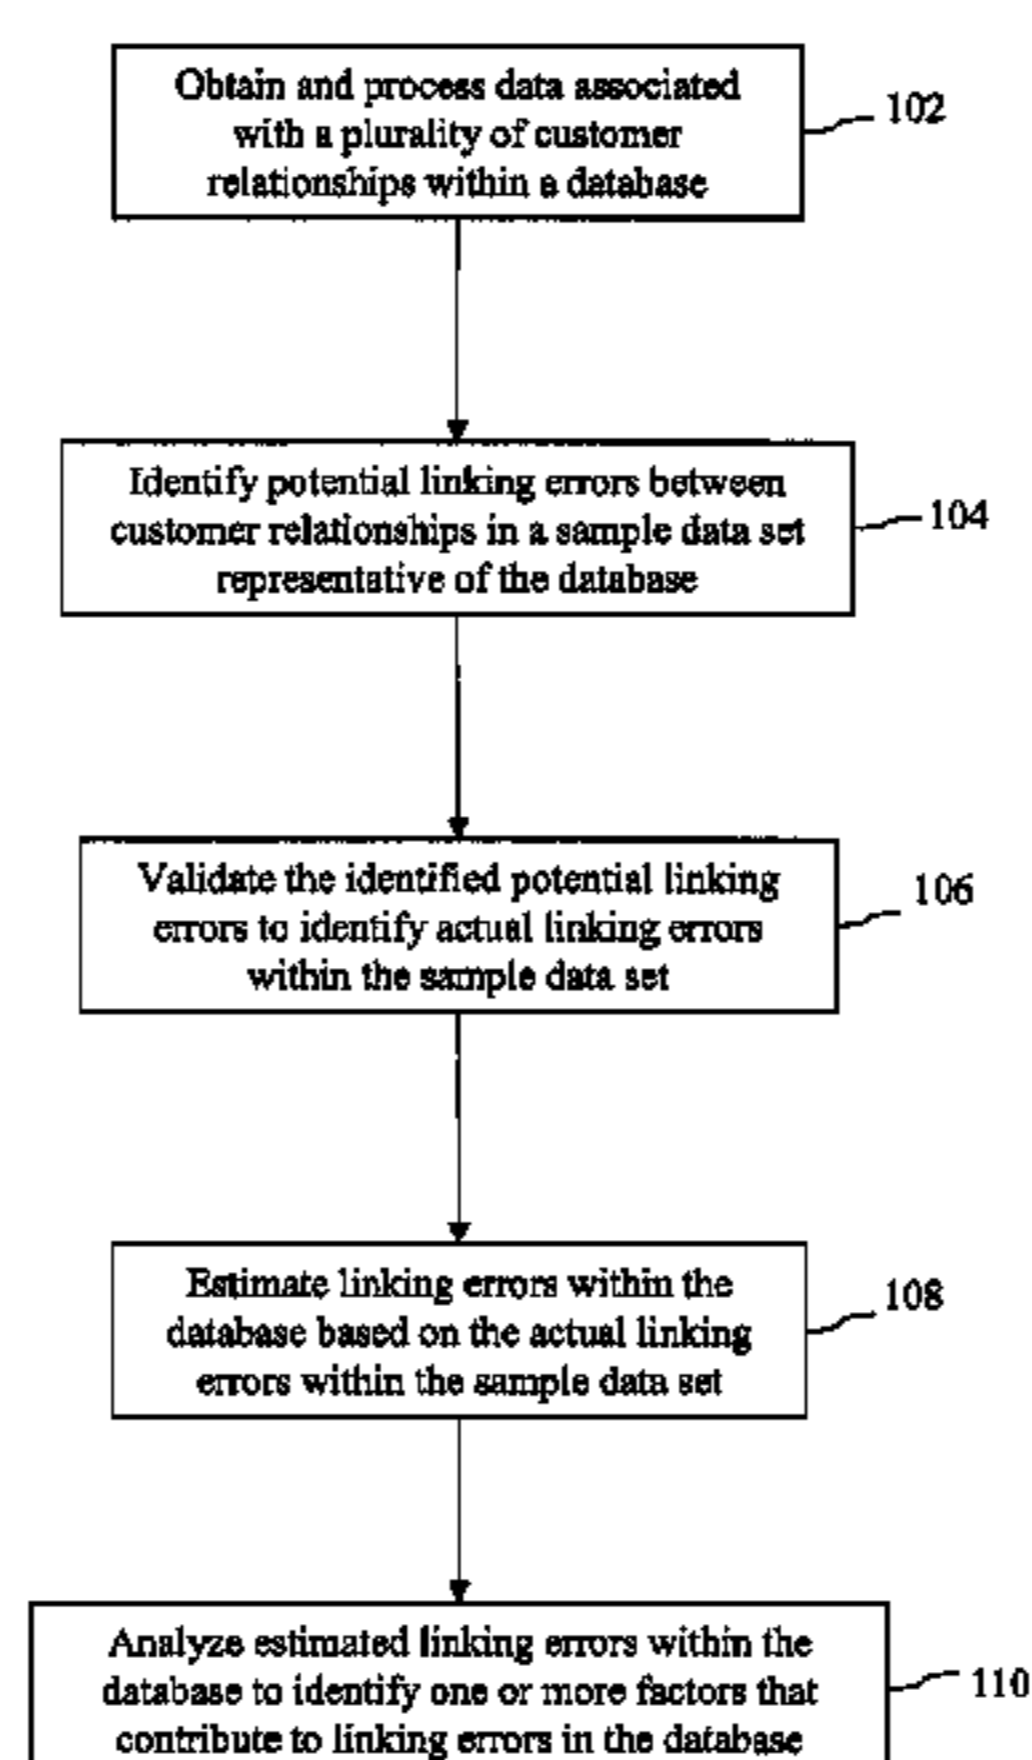 Obtain and process data associated
with a plurality of customer
relationships within a database
102
Identify potential linking errors between
customer relationships in a sample data set
representative of the database
104
Validate the identified potential linking
errors to identify actual linking errors
within the sample data set
106
Estimate linking errors within the
database based on the actual linking
errors within the sample data set
108
Analyze estimated linking errors within the
database to identify one or more factors that
contribute to linking errors in the database
110